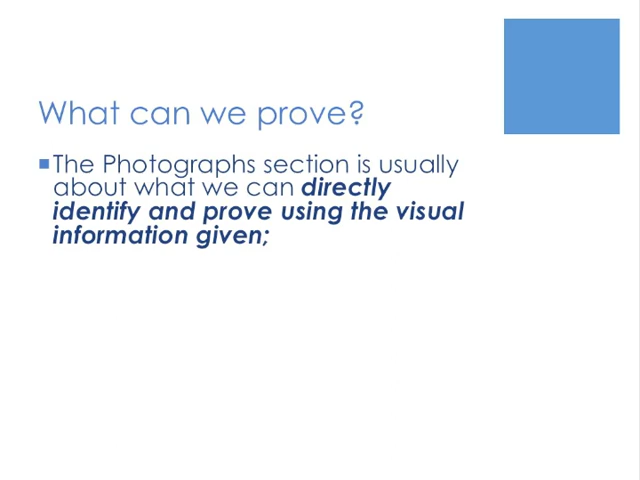 What can we prove?
The Photographs section is usually
about what we can directly
identify and prove using the visual
information given;